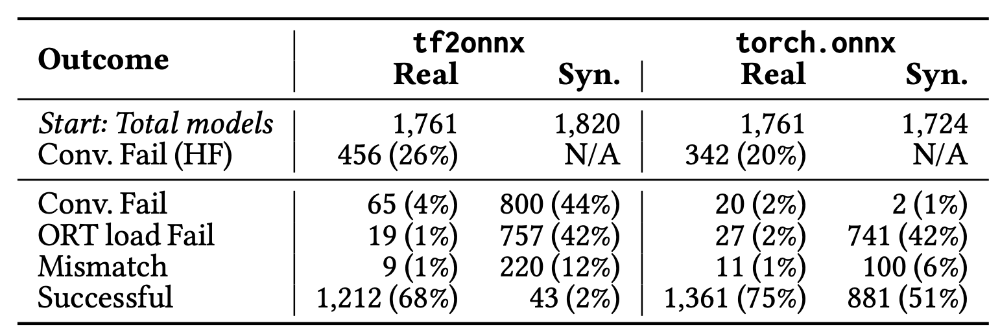 tf2onnx torch.onnx
Outcome Real Syn. Real Syn.
Start: Total models 1,761 1,820 1,761 1,724
Conv. Fail (HF) 456 (26%) N/A 342 (20%) N/A
Conv. Fail 65 (4%) 800 (44%) 20 (2%) 2 (1%)
ORT load Fail 19 (1%) 757 (42%) 27 (2%) 741 (42%)
Mismatch 9 (1%) 220 (12%) 11 (1%) 100 (6%)
Successful 1,212 (68%) 43 (2%) 1,361 (75%) 881 (51%)